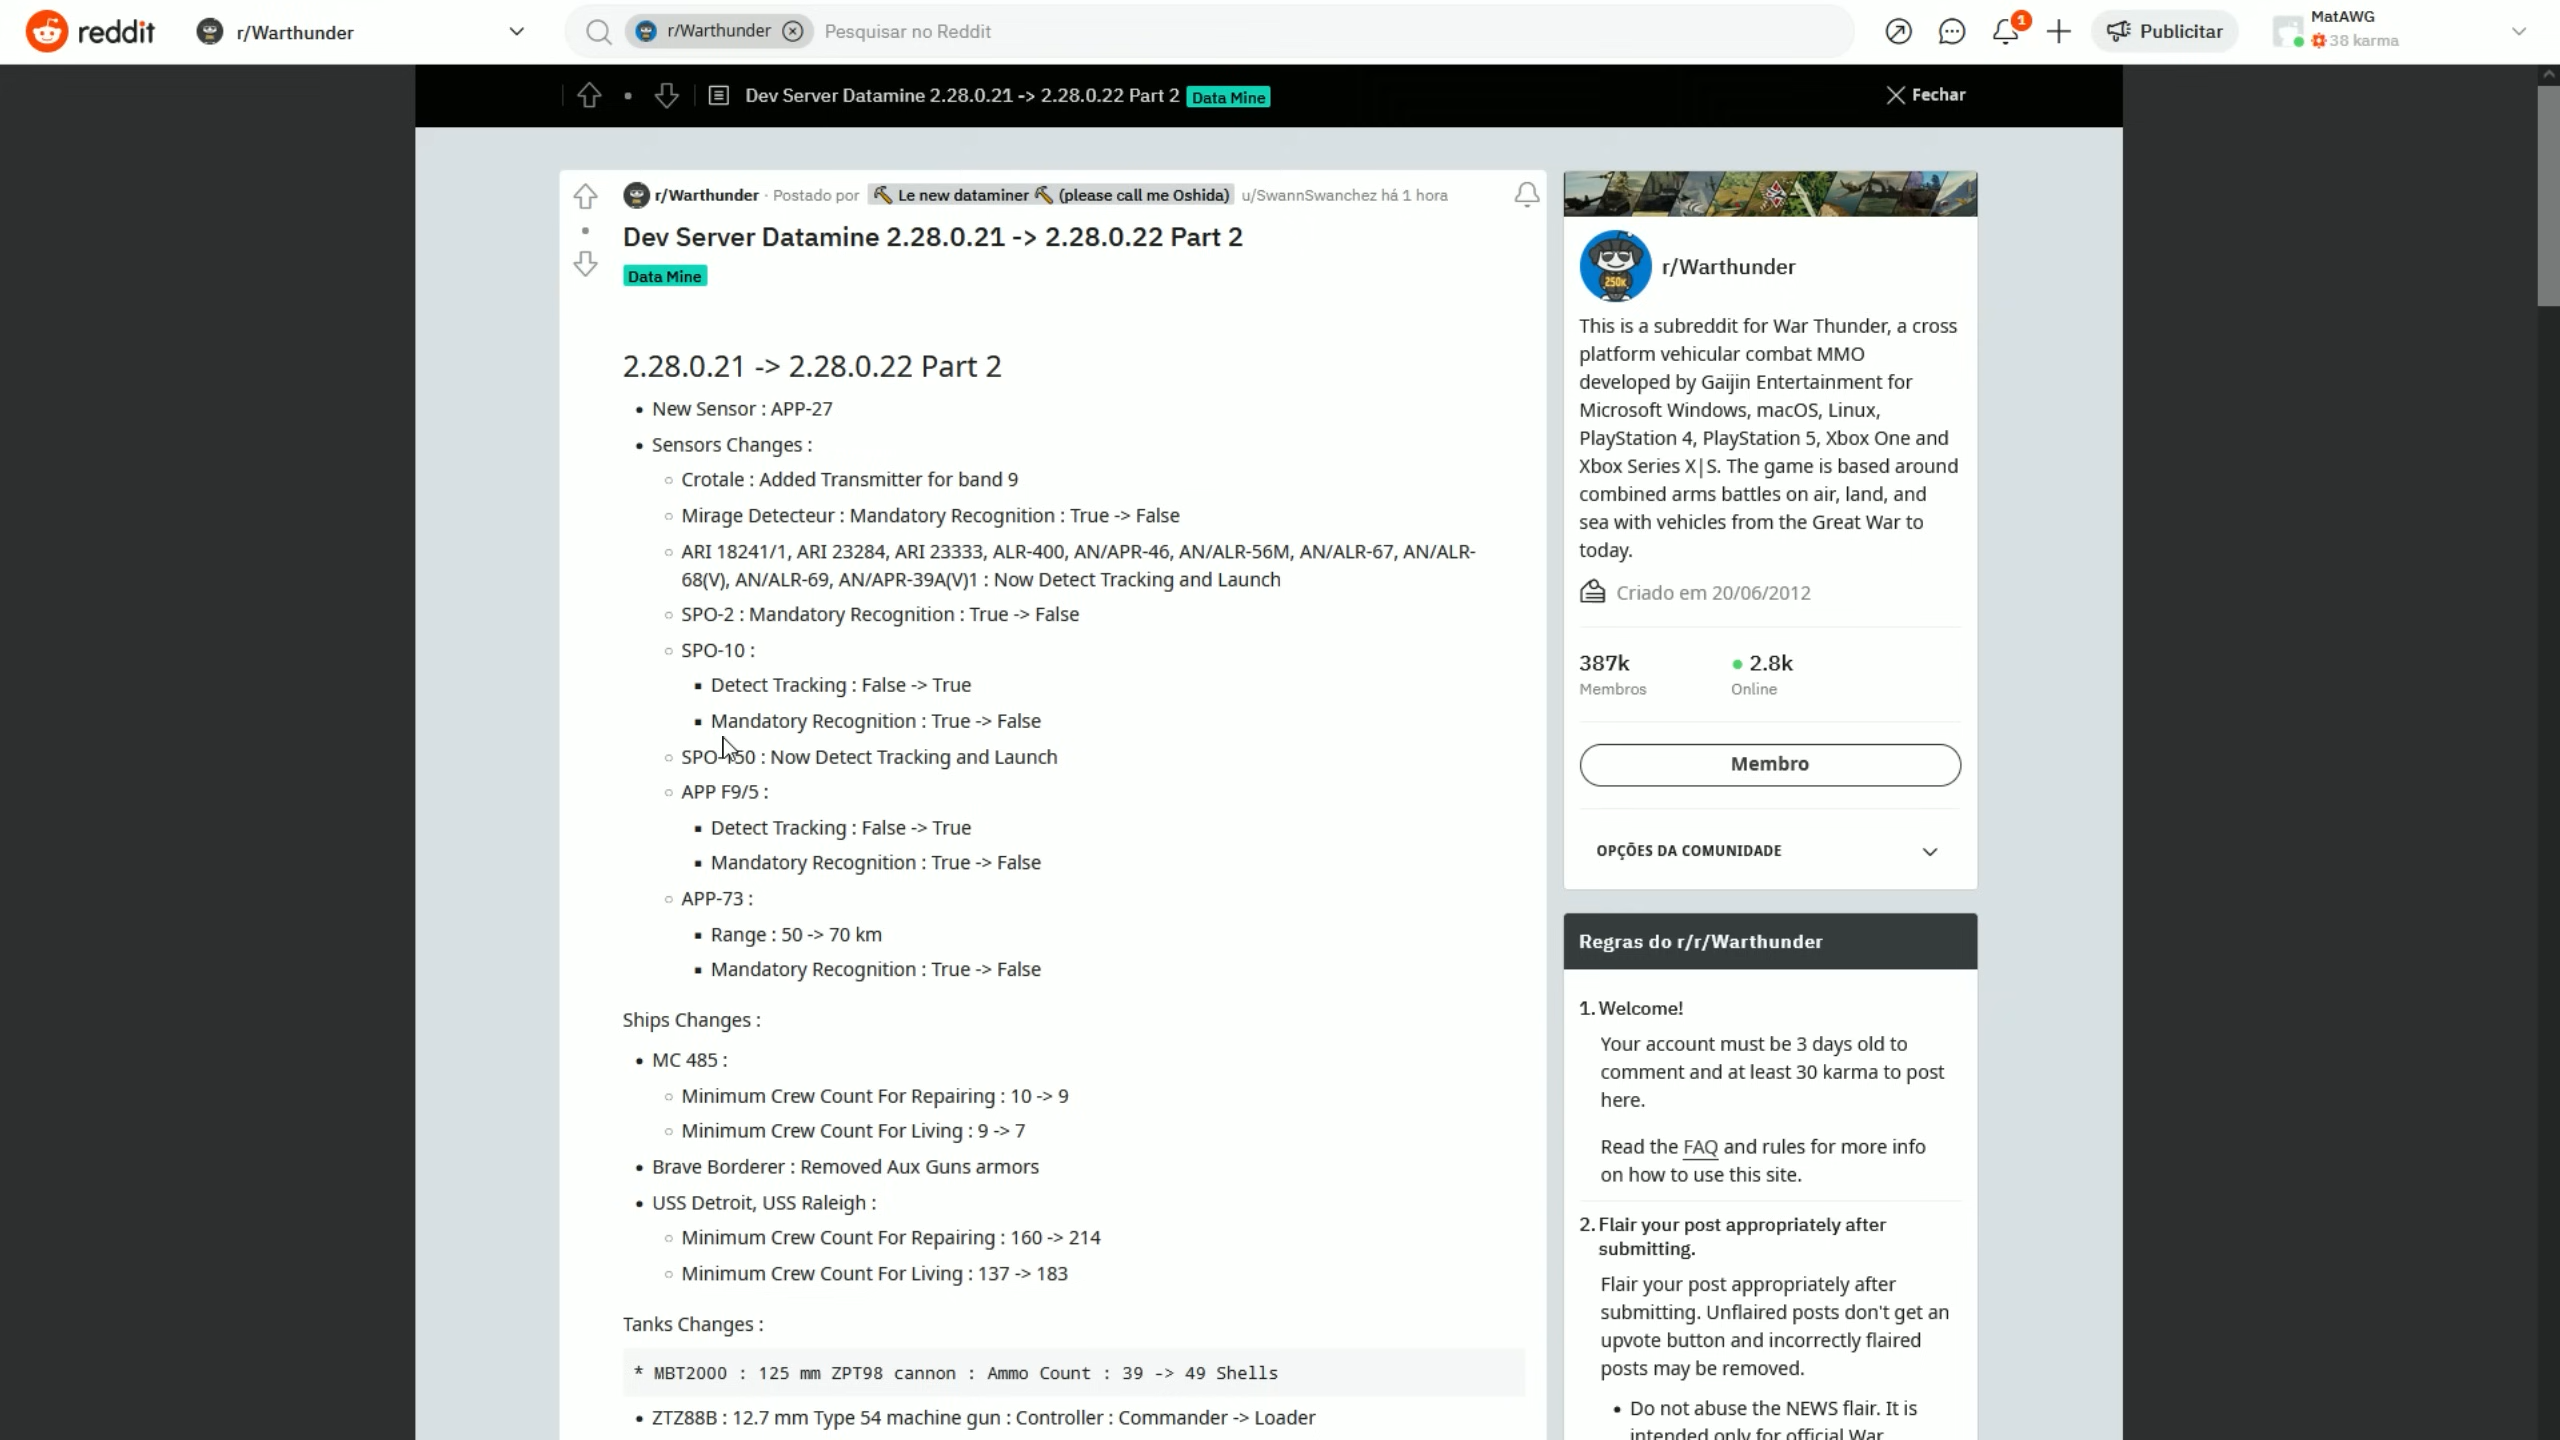 reddit
r/Warthunder
r/Warthunder
Pesquisar no Reddit
1
Publicitar
MatAWG
38 karma
Dev Server Datamine 2.28.0.21 -> 2.28.0.22 Part 2 Data Mine
Fechar
r/Warthunder · Postado por Le new dataminer (please call me Oshida) u/SwannSwanchez há 1 hora
Dev Server Datamine 2.28.0.21 -> 2.28.0.22 Part 2
Data Mine
2.28.0.21 -> 2.28.0.22 Part 2
• New Sensor : APP-27
• Sensors Changes :
○ Crotale : Added Transmitter for band 9
○ Mirage Detecteur : Mandatory Recognition : True -> False
○ ARI 18241/1, ARI 23284, ARI 23333, ALR-400, AN/APR-46, AN/ALR-56M, AN/ALR-67, AN/ALR-
68(V), AN/ALR-69, AN/APR-39A(V)1 : Now Detect Tracking and Launch
○ SPO-2 : Mandatory Recognition : True -> False
○ SPO-10 :
▪ Detect Tracking : False -> True
▪ Mandatory Recognition : True -> False
○ : Now Detect Tracking and Launch
○ APP F9/5 :
▪ Detect Tracking : False -> True
▪ Mandatory Recognition : True -> False
○ APP-73 :
▪ Range : 50 -> 70 km
▪ Mandatory Recognition : True -> False
Ships Changes :
• MC 485 :
○ Minimum Crew Count For Repairing : 10 -> 9
○ Minimum Crew Count For Living : 9 -> 7
• Brave Borderer : Removed Aux Guns armors
• USS Detroit, USS Raleigh :
○ Minimum Crew Count For Repairing : 160 -> 214
○ Minimum Crew Count For Living : 137 -> 183
Tanks Changes :
* MBT2000 : 125 mm ZPT98 cannon : Ammo Count : 39 -> 49 Shells
• ZTZ88B : 12.7 mm Type 54 machine gun : Controller : Commander -> Loader
250K
r/Warthunder
This is a subreddit for War Thunder, a cross
platform vehicular combat MMO
developed by Gaijin Entertainment for
Microsoft Windows, macOS, Linux,
PlayStation 4, PlayStation 5, Xbox One and
Xbox Series X|S. The game is based around
combined arms battles on air, land, and
sea with vehicles from the Great War to
today.
Criado em 20/06/2012
387k
Membros
2.8k
Online
Membro
OPÇÕES DA COMUNIDADE
Regras do r/r/Warthunder
1. Welcome!
Your account must be 3 days old to
comment and at least 30 karma to post
here.
Read the FAQ and rules for more info
on how to use this site.
2. Flair your post appropriately after
submitting.
Flair your post appropriately after
submitting. Unflaired posts don't get an
upvote button and incorrectly flaired
posts may be removed.
• Do not abuse the NEWS flair. It is
intended only for official War